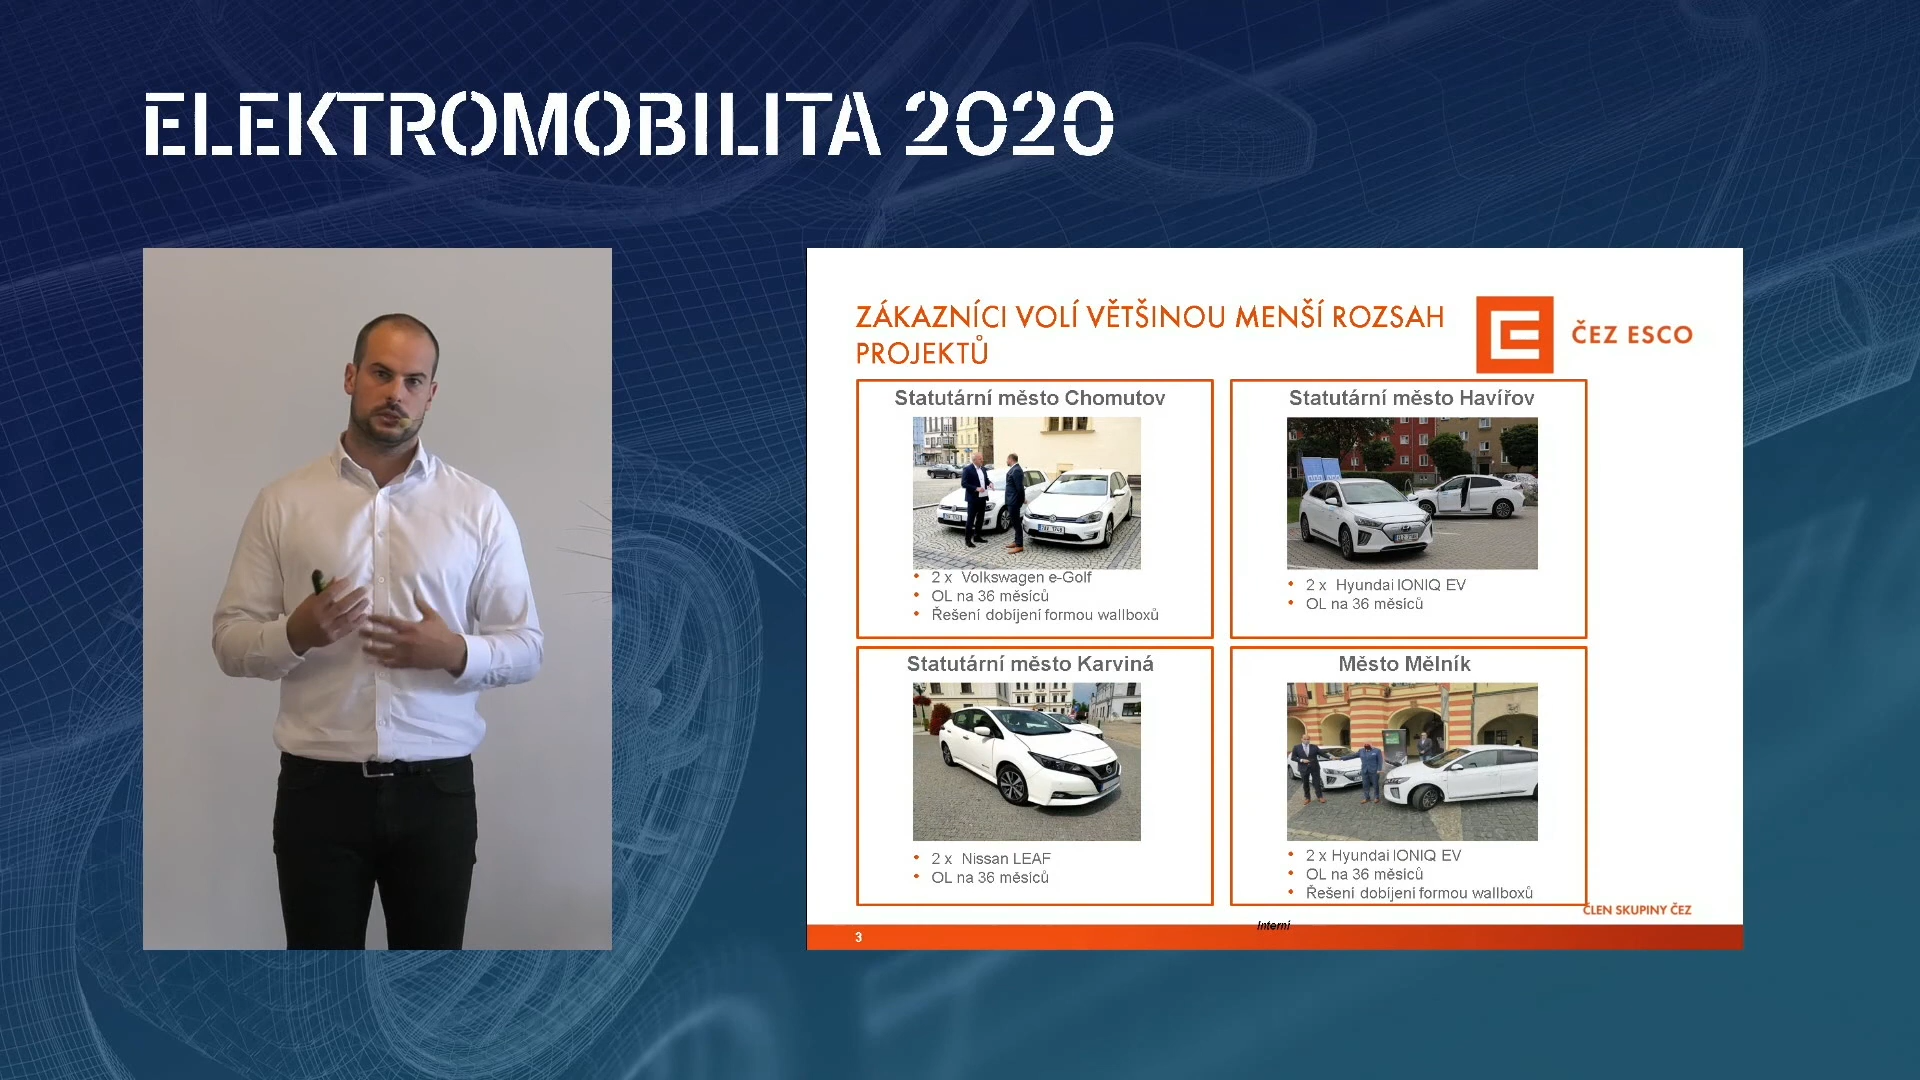 ELEKTROMOBILITA 2020
ZÁKAZNÍCI VOLÍ VĚTŠINOU MENŠÍ ROZSAH
PROJEKTŮ
ČEZ ESCO
Statutární město Chomutov
2 x Volkswagen e-Golf
OL na 36 měsíců
Řešení dobíjení formou wallboxů
Statutární město Havířov
2 x Hyundai IONIQ EV
OL na 36 měsíců
Statutární město Karviná
2 x Nissan LEAF
OL na 36 měsíců
Město Mělník
2 x Hyundai IONIQ EV
OL na 36 měsíců
Řešení dobíjení formou wallboxů
ČLEN SKUPINY ČEZ
Interní
3